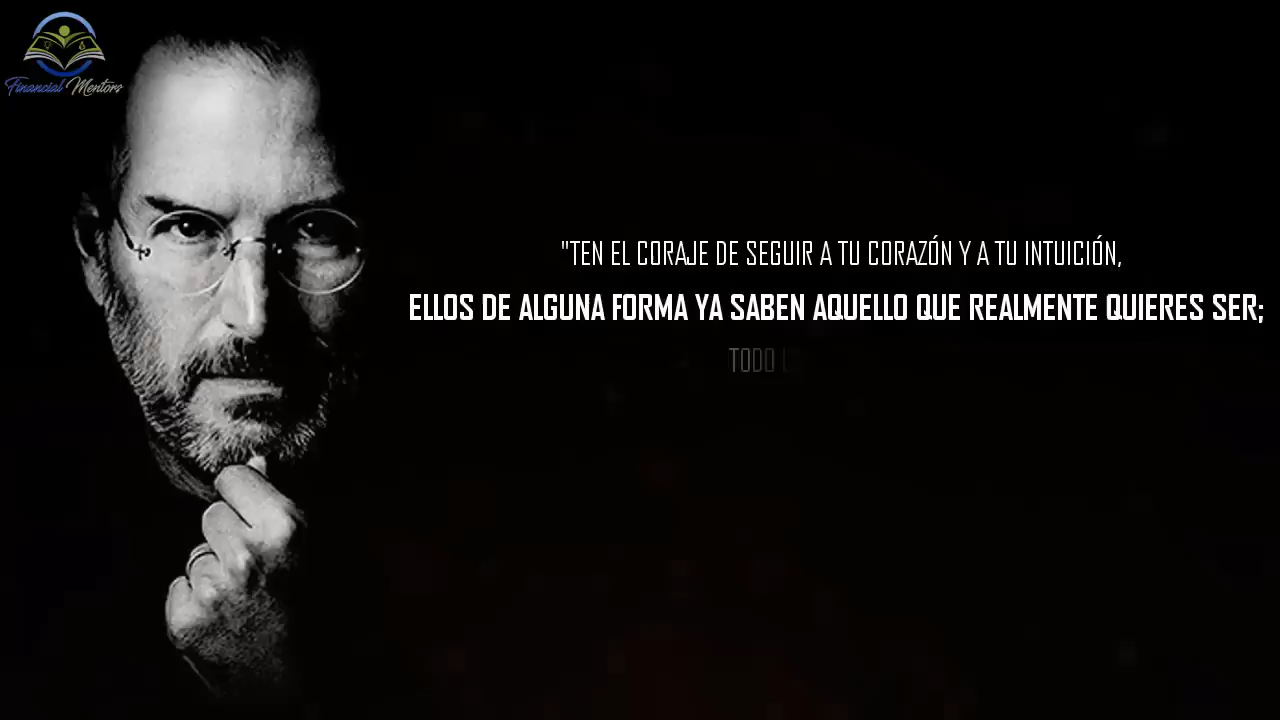 Financial Mentors
"TEN EL CORAJE DE SEGUIR A TU CORAZÓN Y A TU INTUICIÓN,
ELLOS DE ALGUNA FORMA YA SABEN AQUELLO QUE REALMENTE QUIERES SER;
TODO